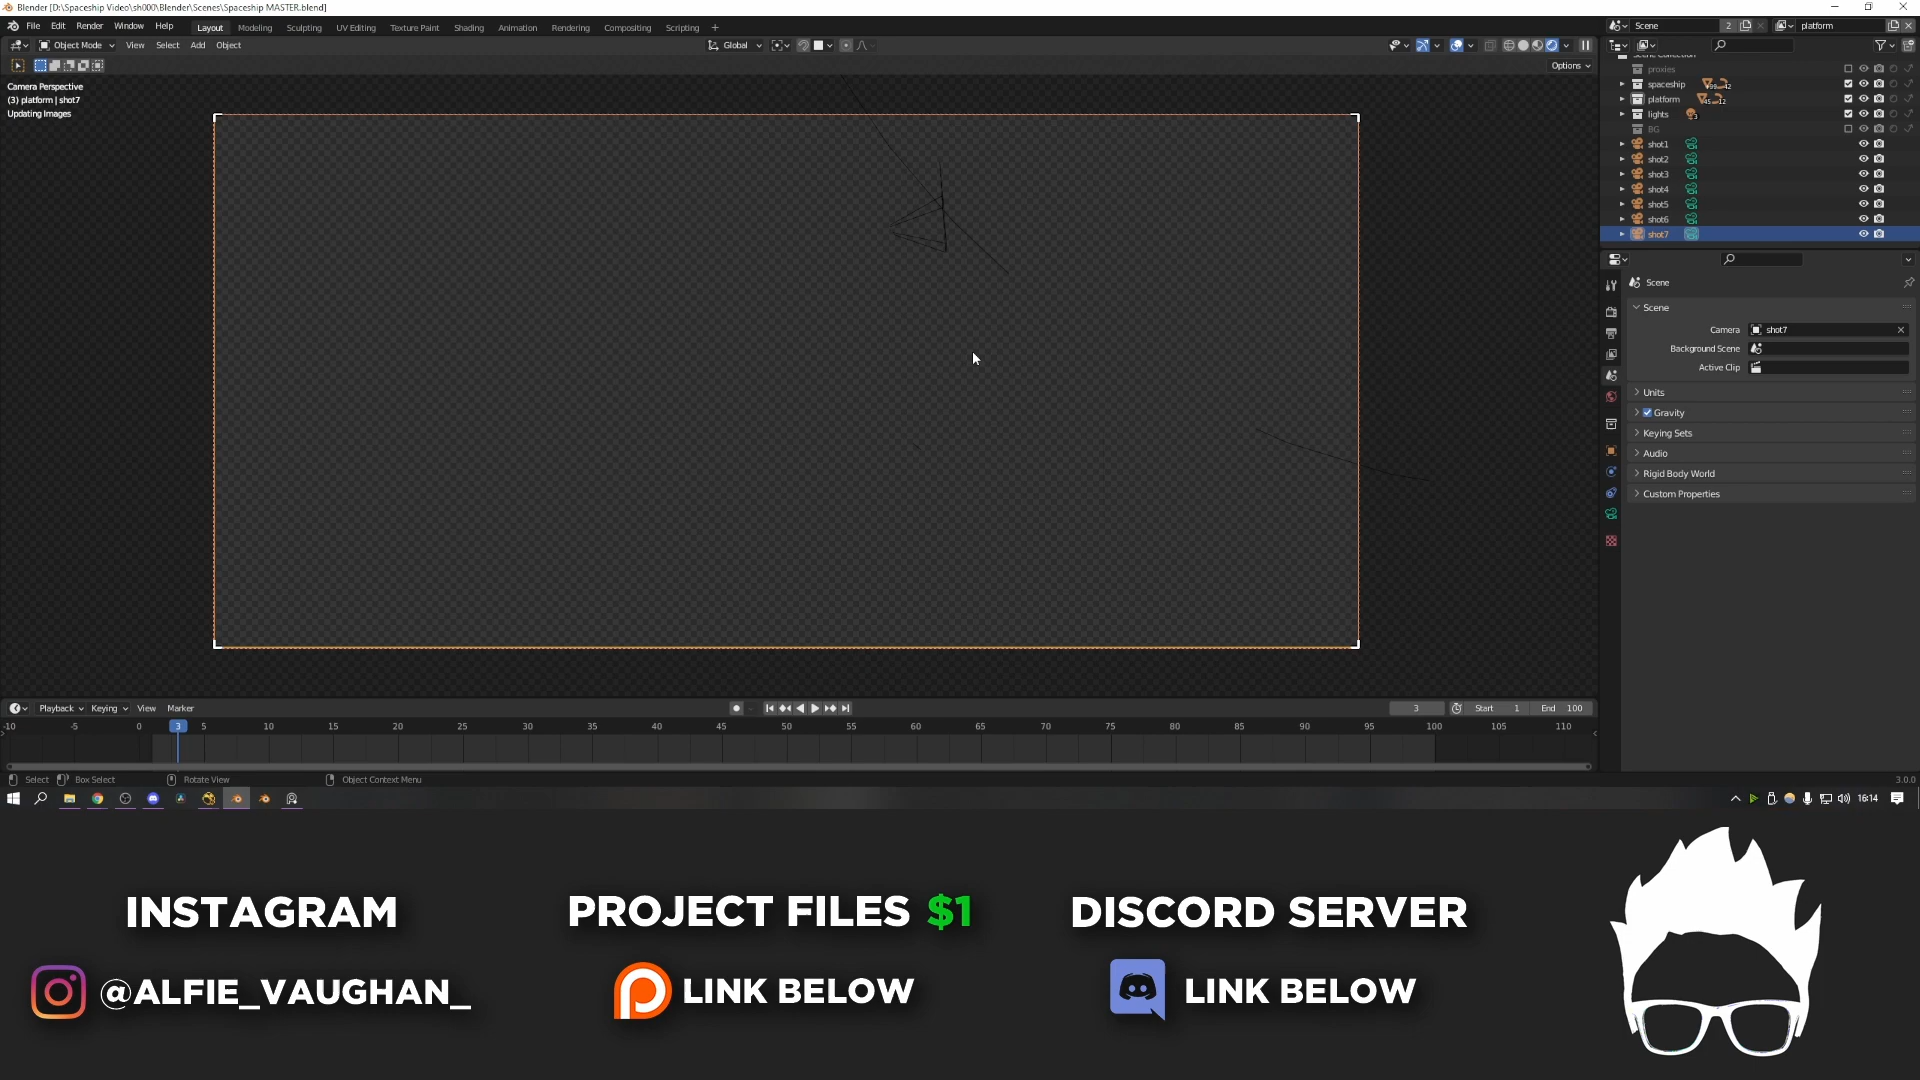 Blender [D:\Spaceship Video\sh000\Blender\Scenes\Spaceship MASTER.blend]
File Edit Render Window Help Layout Modeling Sculpting UV Editing Texture Paint Shading Animation Rendering Compositing Scripting +
Scene 2 platform
Object Mode View Select Add Object Global
Options
Camera Perspective
(3) platform | shot7
Updating Images
Scene Collection
proxies
spaceship
platform
lights 3
BG
shot1
shot2
shot3
shot4
shot5
shot6
shot7
Scene
Scene
Camera shot7
Background Scene
Active Clip
Units
Gravity
Keying Sets
Audio
Rigid Body World
Custom Properties
Playback Keying View Marker 3 Start 1 End 100
-10 -5 0 3 5 10 15 20 25 30 35 40 45 50 55 60 65 70 75 80 85 90 95 100 105 110
Select Box Select Rotate View Object Context Menu 3.0.0
16:14
INSTAGRAM
@ALFIE_VAUGHAN_
PROJECT FILES $1
LINK BELOW
DISCORD SERVER
LINK BELOW